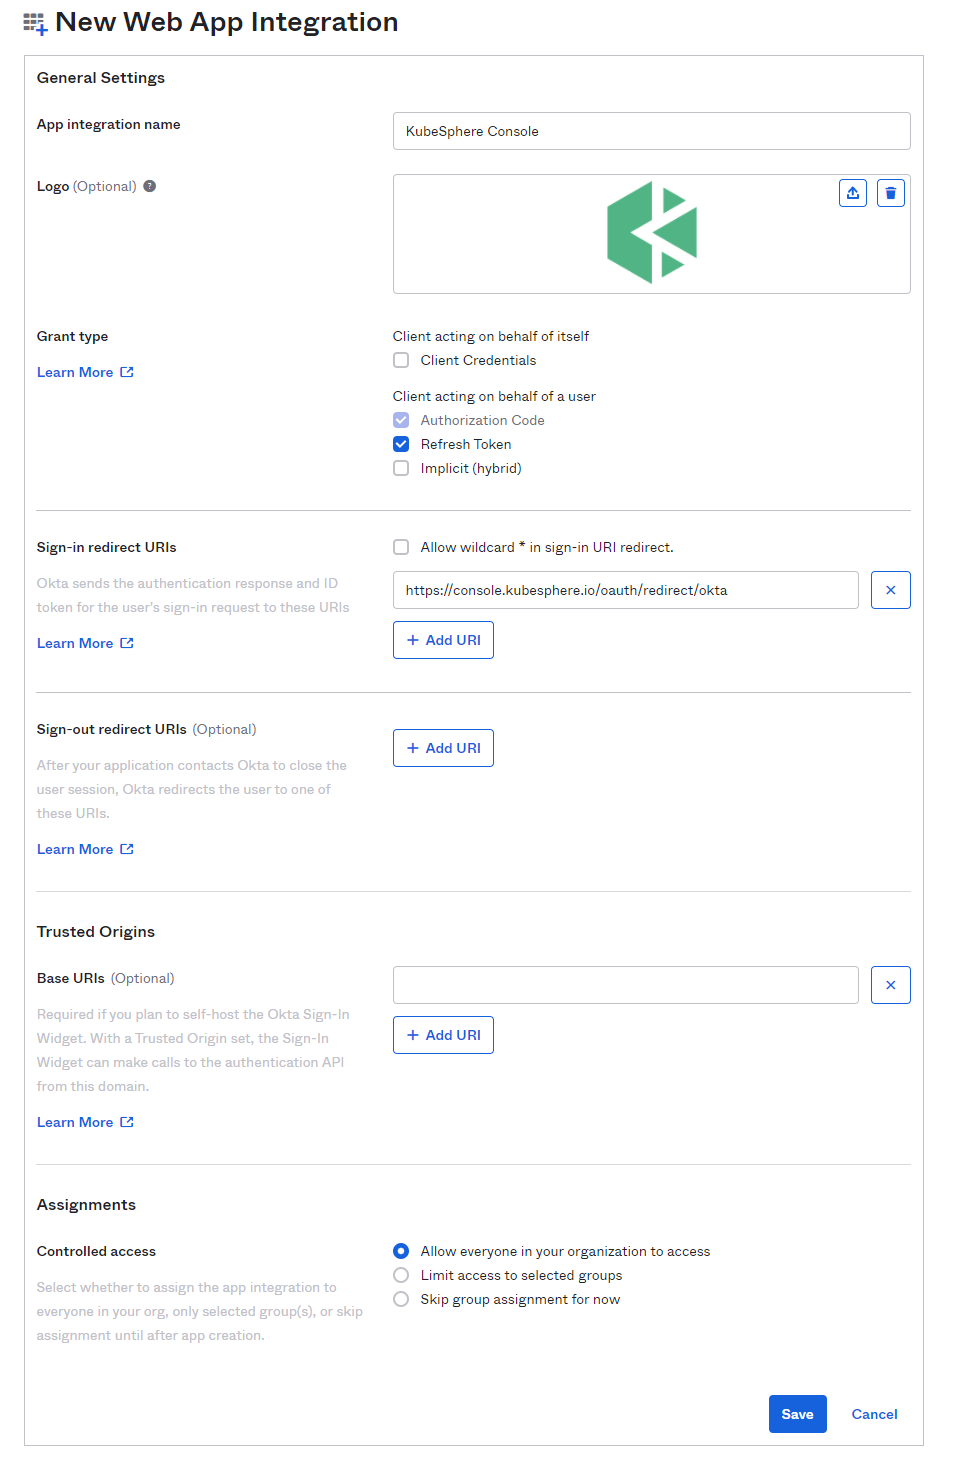 New Web App Integration
General Settings
App integration name
KubeSphere Console
Logo (Optional) ?
Grant type
Learn More
Client acting on behalf of itself
Client Credentials
Client acting on behalf of a user
Authorization Code
Refresh Token
Implicit (hybrid)
Sign-in redirect URIs
Okta sends the authentication response and ID
token for the user's sign-in request to these URIs
Learn More
Allow wildcard * in sign-in URI redirect.
https://console.kubesphere.io/oauth/redirect/okta
+ Add URI
Sign-out redirect URIs (Optional)
After your application contacts Okta to close the
user session, Okta redirects the user to one of
these URIs.
Learn More
+ Add URI
Trusted Origins
Base URIs (Optional)
Required if you plan to self-host the Okta Sign-In
Widget. With a Trusted Origin set, the Sign-In
Widget can make calls to the authentication API
from this domain.
Learn More
+ Add URI
Assignments
Controlled access
Select whether to assign the app integration to
everyone in your org, only selected group(s), or skip
assignment until after app creation.
Allow everyone in your organization to access
Limit access to selected groups
Skip group assignment for now
Save
Cancel